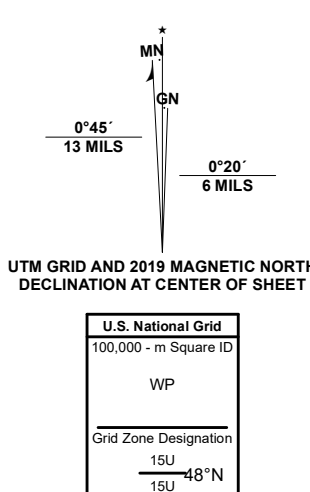 ★
MN
GN
0°45´
13 MILS
0°20´
6 MILS
UTM GRID AND 2019 MAGNETIC NORTH
DECLINATION AT CENTER OF SHEET
U.S. National Grid
100,000 - m Square ID
WP
Grid Zone Designation
15U
48°N
15U